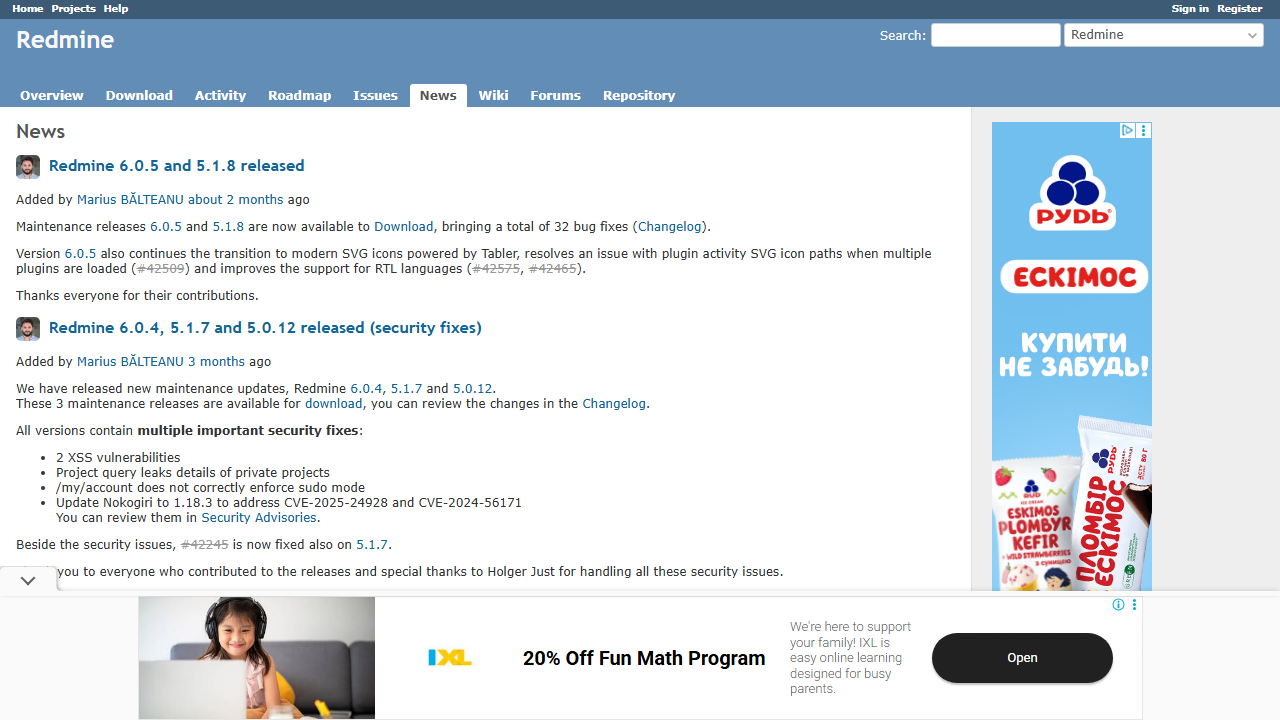 Home Projects Help
Sign in Register
Redmine
Search:
Redmine
Overview Download Activity Roadmap Issues News Wiki Forums Repository
News
Redmine 6.0.5 and 5.1.8 released
Added by Marius BĂLTEANU about 2 months ago
Maintenance releases 6.0.5 and 5.1.8 are now available to Download, bringing a total of 32 bug fixes (Changelog).
Version 6.0.5 also continues the transition to modern SVG icons powered by Tabler, resolves an issue with plugin activity SVG icon paths when multiple
plugins are loaded (#42509) and improves the support for RTL languages (#42575, #42465).
Thanks everyone for their contributions.
Redmine 6.0.4, 5.1.7 and 5.0.12 released (security fixes)
Added by Marius BĂLTEANU 3 months ago
We have released new maintenance updates, Redmine 6.0.4, 5.1.7 and 5.0.12.
These 3 maintenance releases are available for download, you can review the changes in the Changelog.
All versions contain multiple important security fixes:
• 2 XSS vulnerabilities
• Project query leaks details of private projects
• /my/account does not correctly enforce sudo mode
• Update Nokogiri to 1.18.3 to address CVE-2025-24928 and CVE-2024-56171
You can review them in Security Advisories.
Beside the security issues, #42245 is now fixed also on 5.1.7.
you to everyone who contributed to the releases and special thanks to Holger Just for handling all these security issues.
РУДЬ®
ЕСКІМОС
КУПИТИ
НЕ ЗАБУДЬ!
RUD
ICE CREAM
ESKIMOS
PLOMBYR
KEFIR
+ WILD STRAWBERRIES
З СУНИЦЕЮ
РУДЬ
ПЛОМБІР
ЕСКІМОС
IXL
20% Off Fun Math Program
We're here to support
your family! IXL is
easy online learning
designed for busy
parents.
Open